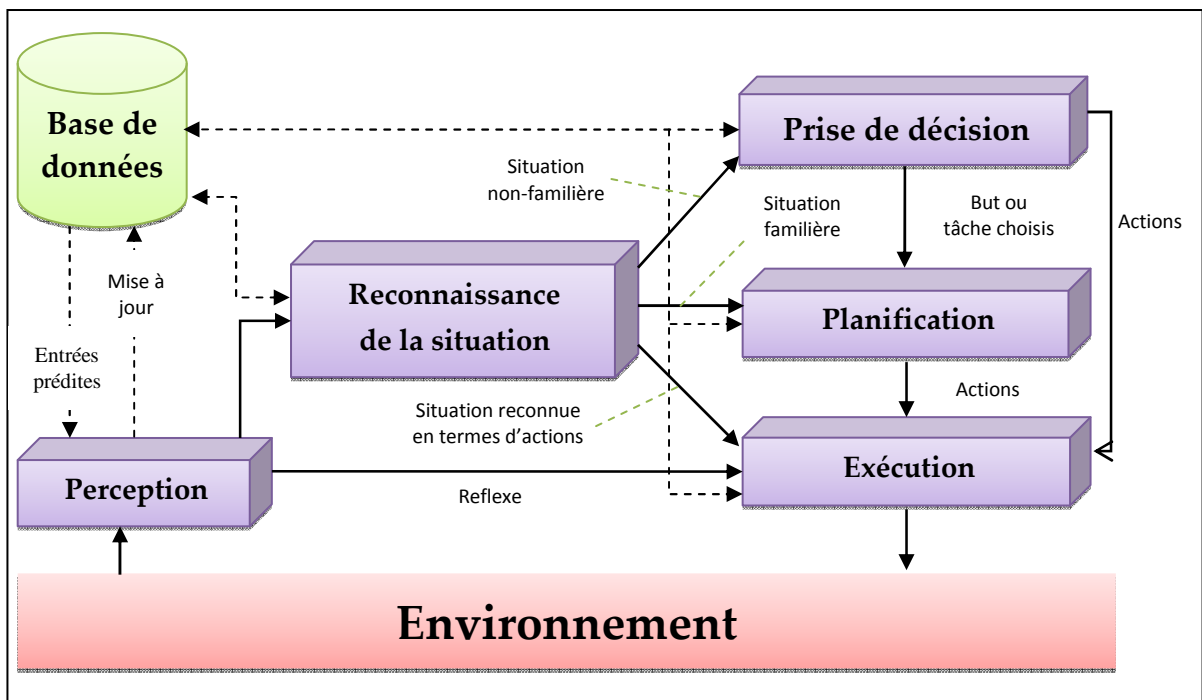 Base de
données
Prise de décision
Situation
non-familière
Situation
familière
But ou
tâche choisis
Actions
Mise à
jour
Reconnaissance
de la situation
Planification
Entrées
prédites
Actions
Situation reconnue
en termes d’actions
Perception
Reflexe
Exécution
Environnement